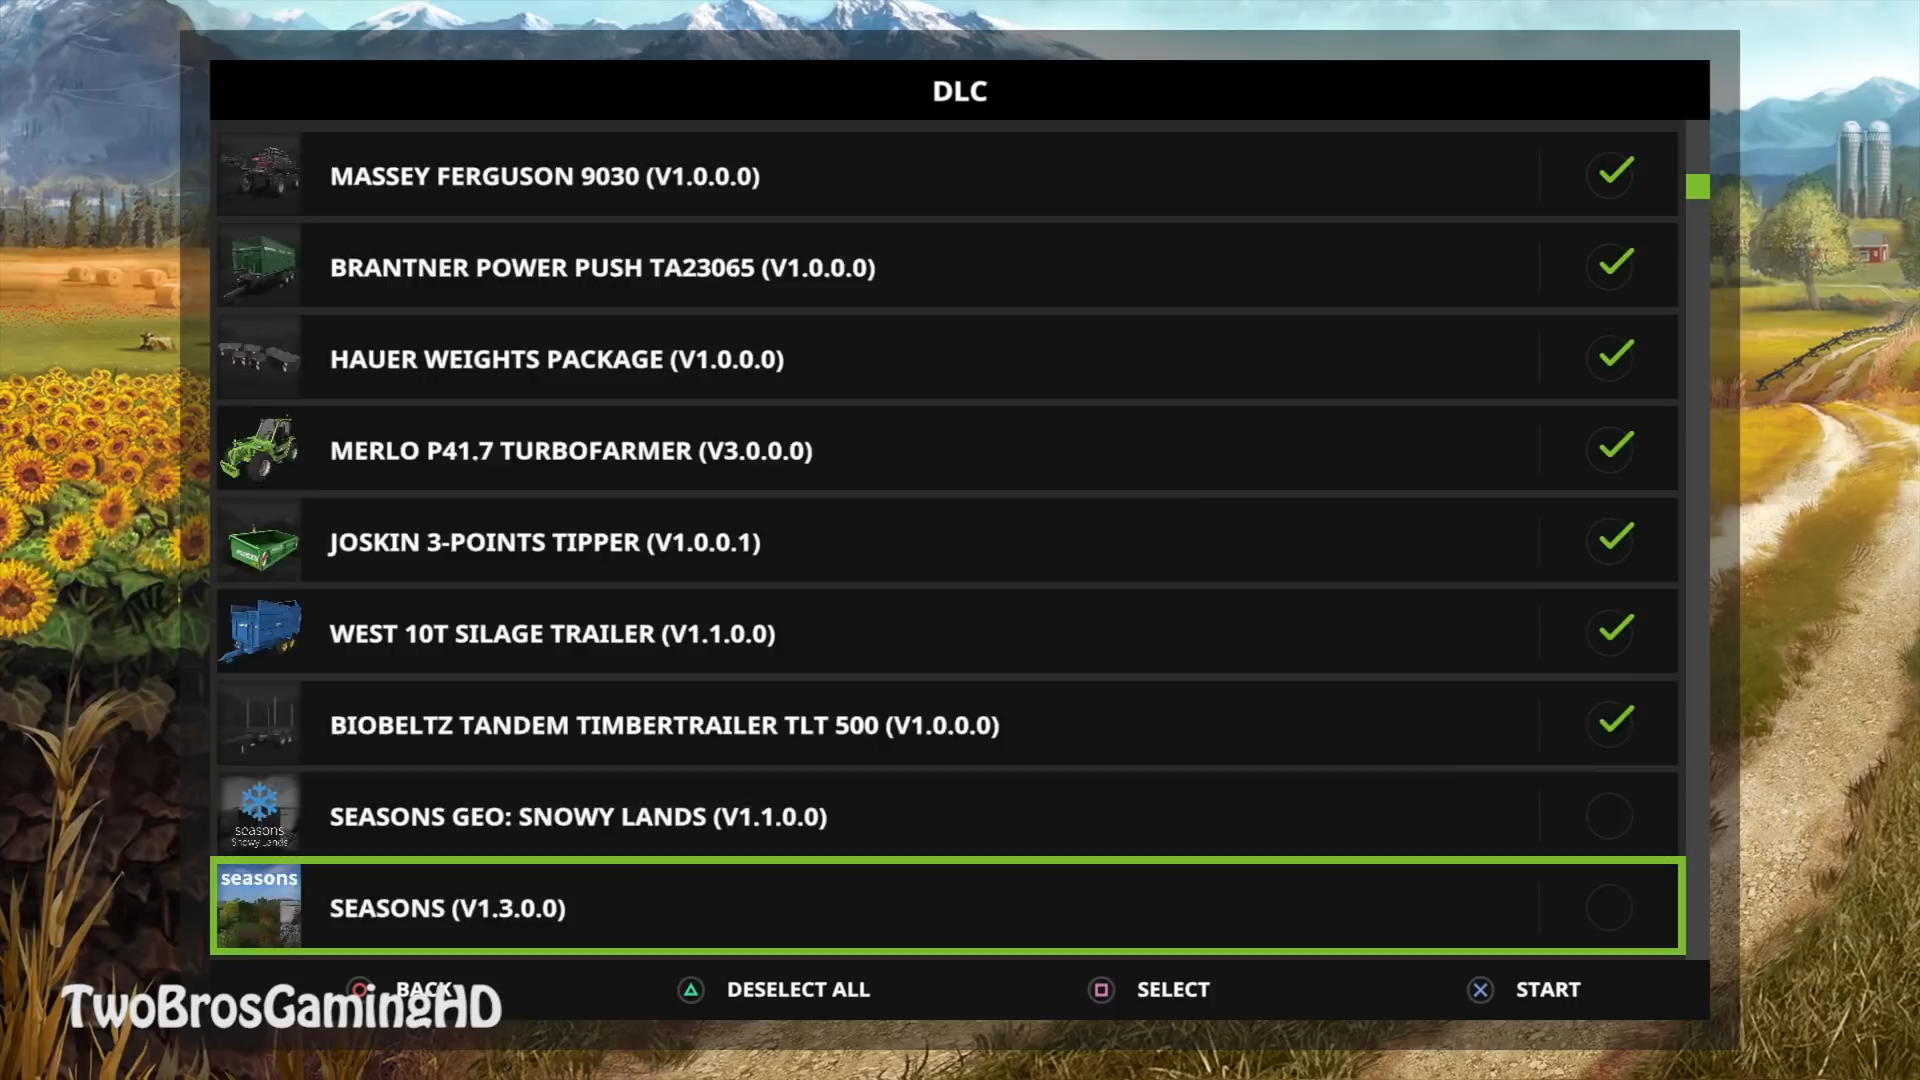 DLC
MASSEY FERGUSON 9030 (V1.0.0.0)
BRANTNER POWER PUSH TA23065 (V1.0.0.0)
HAUER WEIGHTS PACKAGE (V1.0.0.0)
MERLO P41.7 TURBOFARMER (V3.0.0.0)
JOSKIN 3-POINTS TIPPER (V1.0.0.1)
WEST 10T SILAGE TRAILER (V1.1.0.0)
BIOBELTZ TANDEM TIMBERTRAILER TLT 500 (V1.0.0.0)
seasons
Snowy Lands
SEASONS GEO: SNOWY LANDS (V1.1.0.0)
seasons
SEASONS (V1.3.0.0)
BACK DESELECT ALL SELECT START
TwoBrosGamingHD